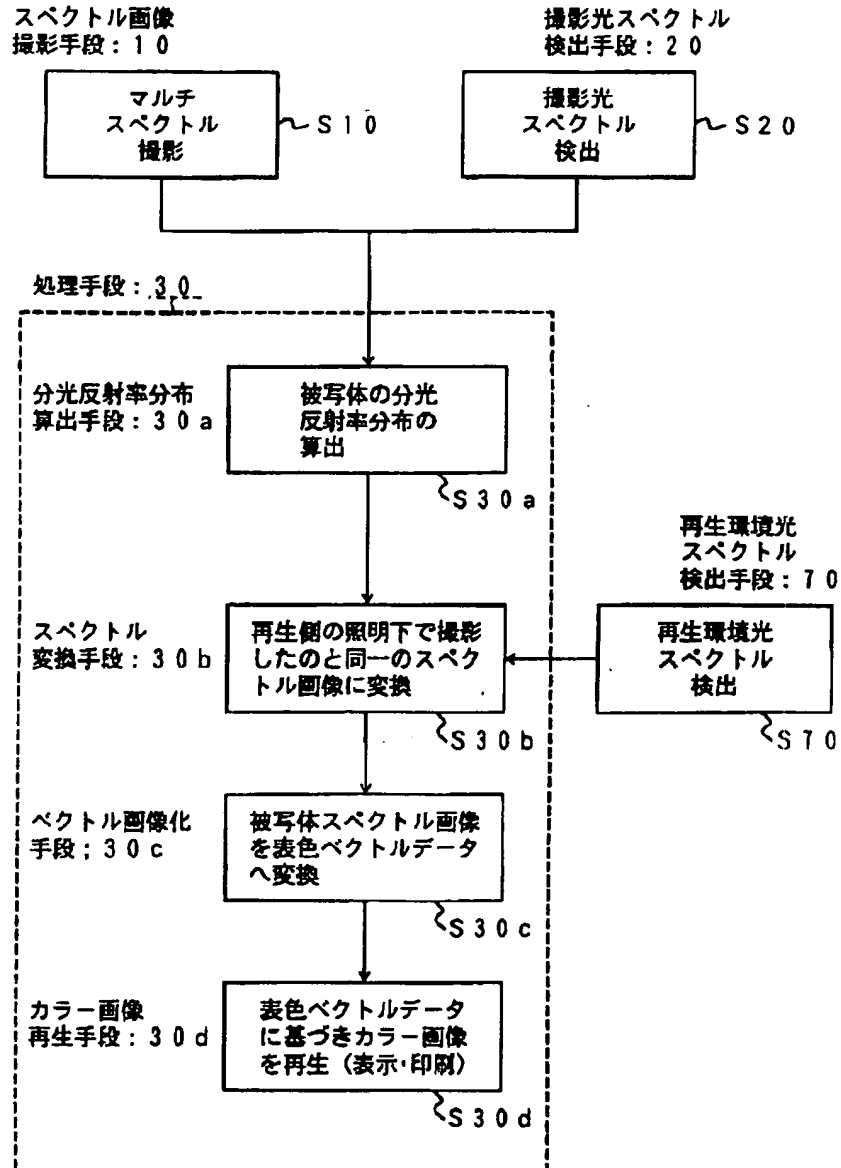 スペクトル画像
撮影手段：10
撮影光スペクトル
検出手段：20
マルチ
スペクトル
撮影
S10
撮影光
スペクトル
検出
S20
処理手段：30
分光反射率分布
算出手段：30a
被写体の分光
反射率分布の
算出
S30a
再生環境光
スペクトル
検出手段：70
スペクトル
変換手段：30b
再生側の照明下で撮影
したのと同一のスペク
トル画像に変換
S30b
再生環境光
スペクトル
検出
S70
ベクトル画像化
手段；30c
被写体スペクトル画像
を表色ベクトルデータ
へ変換
S30c
カラー画像
再生手段：30d
表色ベクトルデータ
に基づきカラー画像
を再生（表示・印刷）
S30d